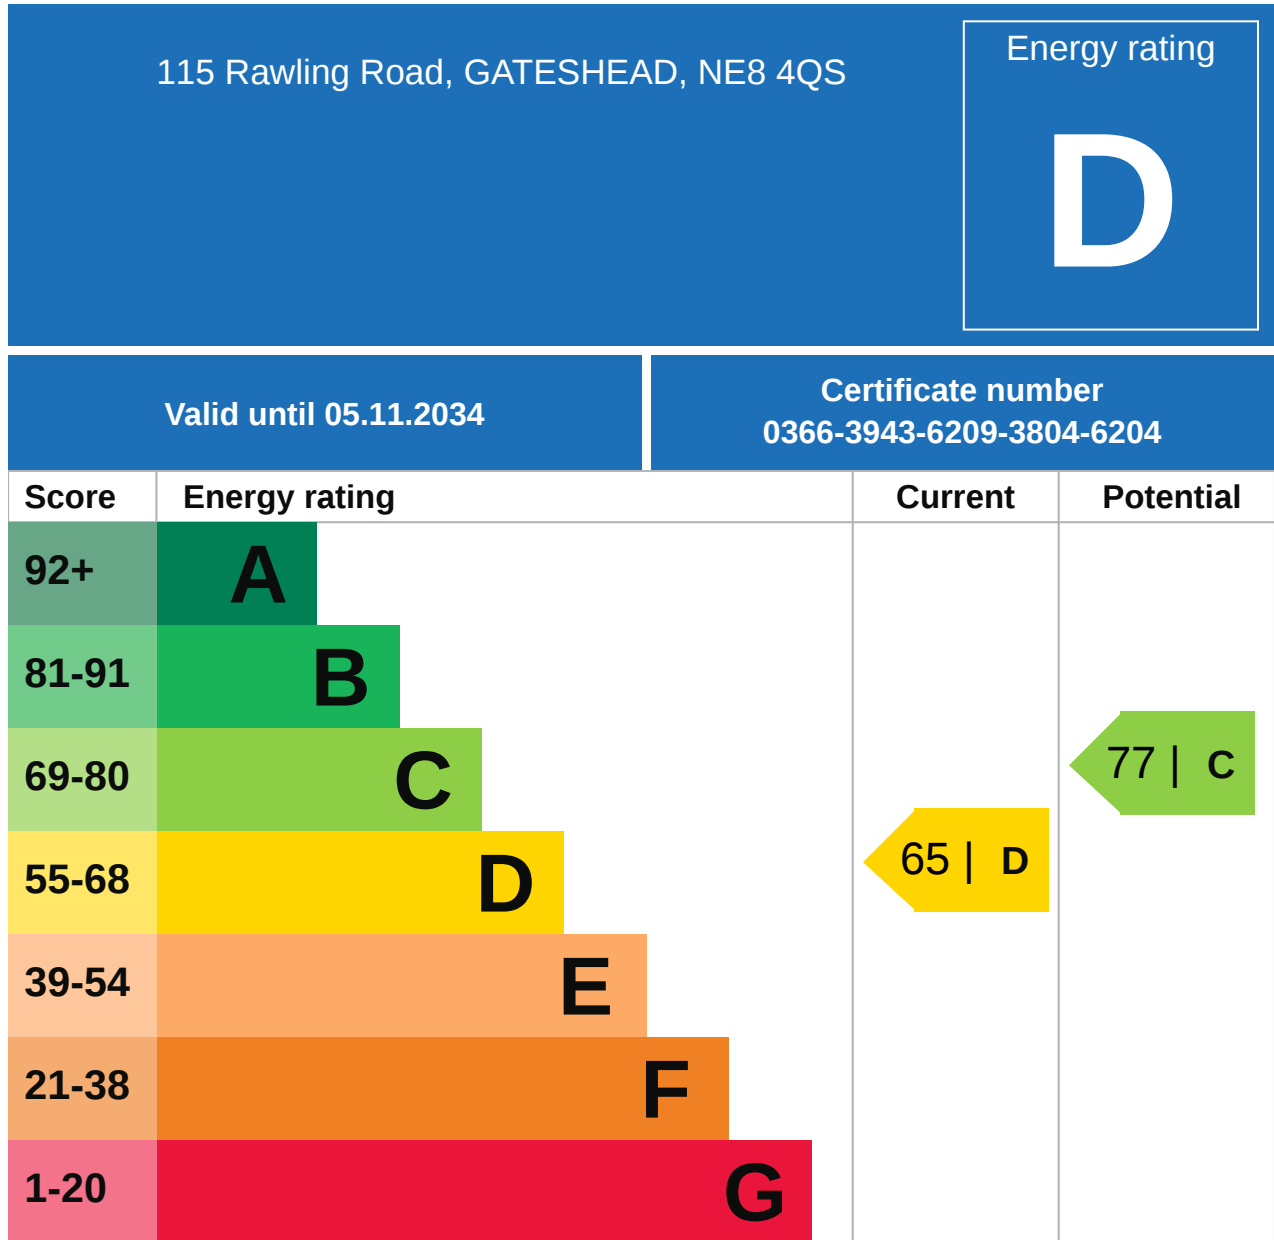 115 Rawling Road, GATESHEAD, NE8 4QS
Energy rating
D
Valid until 05.11.2034
Certificate number
0366-3943-6209-3804-6204
Score Energy rating Current Potential
92+ A
81-91 B
69-80 C
77 | C
55-68 D
65 | D
39-54 E
21-38 F
1-20 G